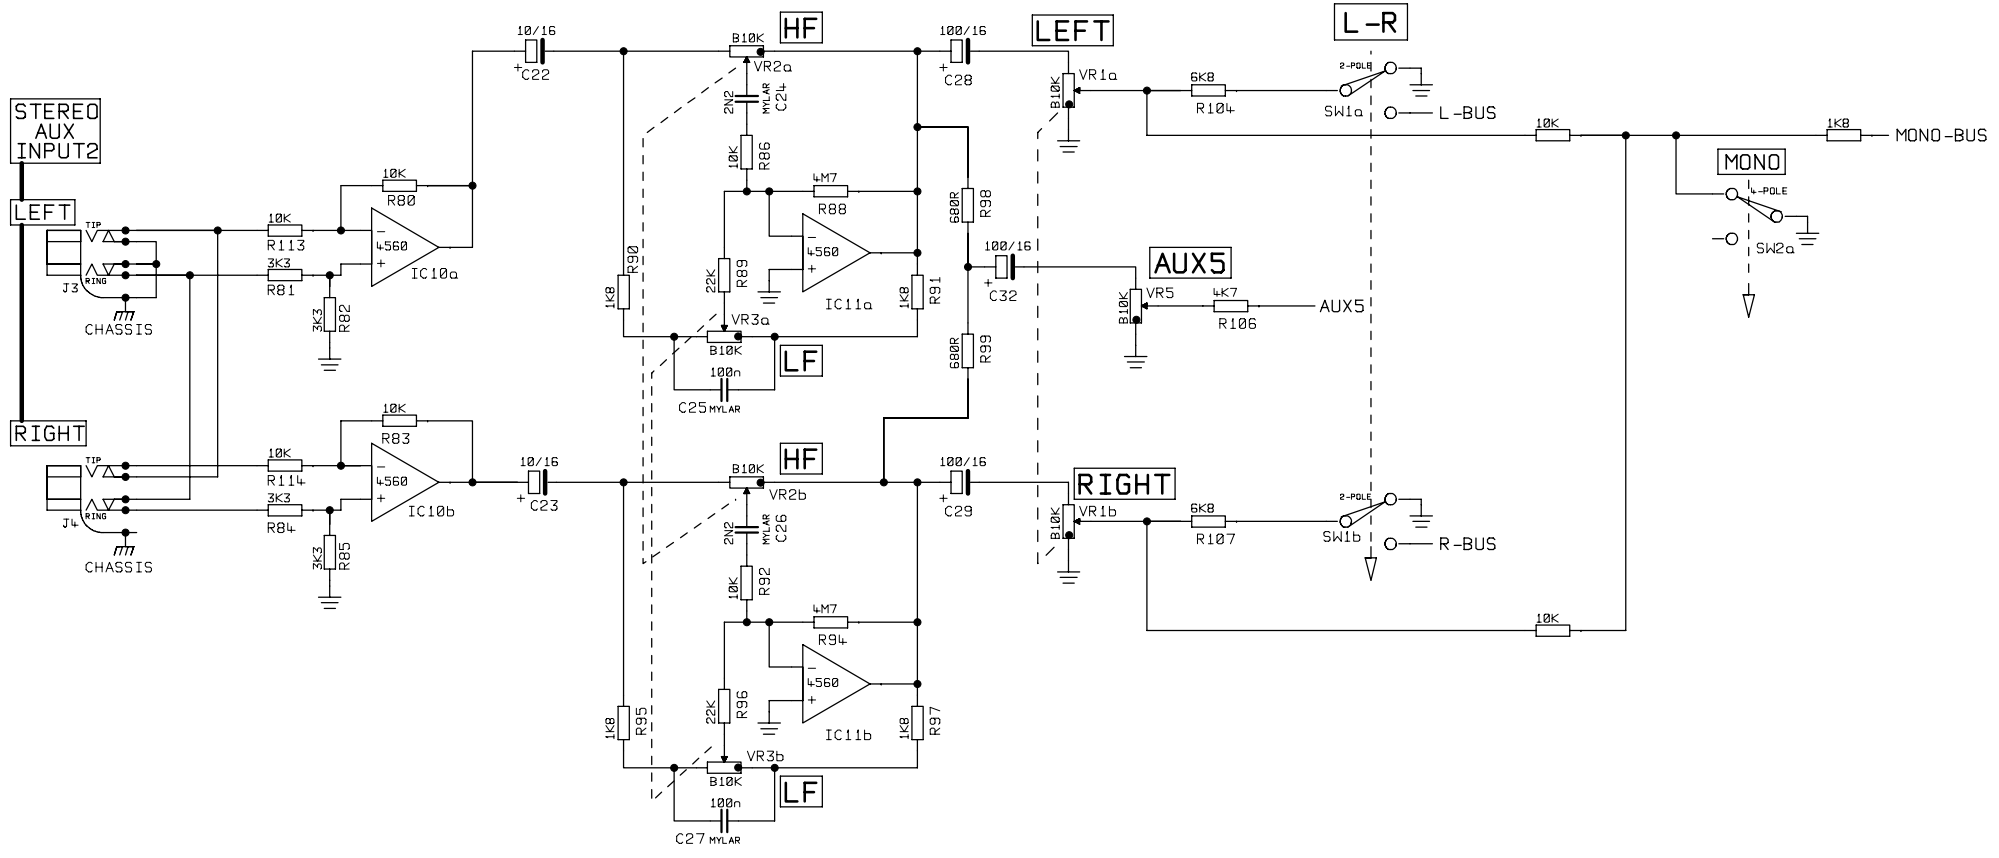 STEREO
AUX
INPUT2
LEFT
TIP
RING
J3
CHASSIS
10K
R113
3K3
R81
3K3
R82
10K
R80
4560
-
+
IC10a
10/16
+
C22
B10K
HF
VR2a
2N2
MYLAR
C24
10K
R86
4M7
R88
4560
-
+
IC11a
R90
1K8
22K
R89
VR3a
B10K
LF
100n
C25 MYLAR
1K8
R91
100/16
+
C28
680R
R98
680R
R99
100/16
+
C32
LEFT
VR1a
B10K
6K8
R104
L-R
2-POLE
SW1a
L-BUS
10K
1K8
MONO-BUS
MONO
4-POLE
SW2a
AUX5
VR5
B10K
4K7
R106
AUX5
RIGHT
TIP
RING
J4
CHASSIS
10K
R114
3K3
R84
3K3
R85
10K
R83
4560
-
+
IC10b
10/16
+
C23
B10K
HF
VR2b
2N2
MYLAR
C26
10K
R92
4M7
R94
4560
-
+
IC11b
1K8
R95
22K
R96
VR3b
B10K
LF
100n
C27 MYLAR
1K8
R97
100/16
+
C29
RIGHT
VR1b
B10K
6K8
R107
2-POLE
SW1b
R-BUS
10K